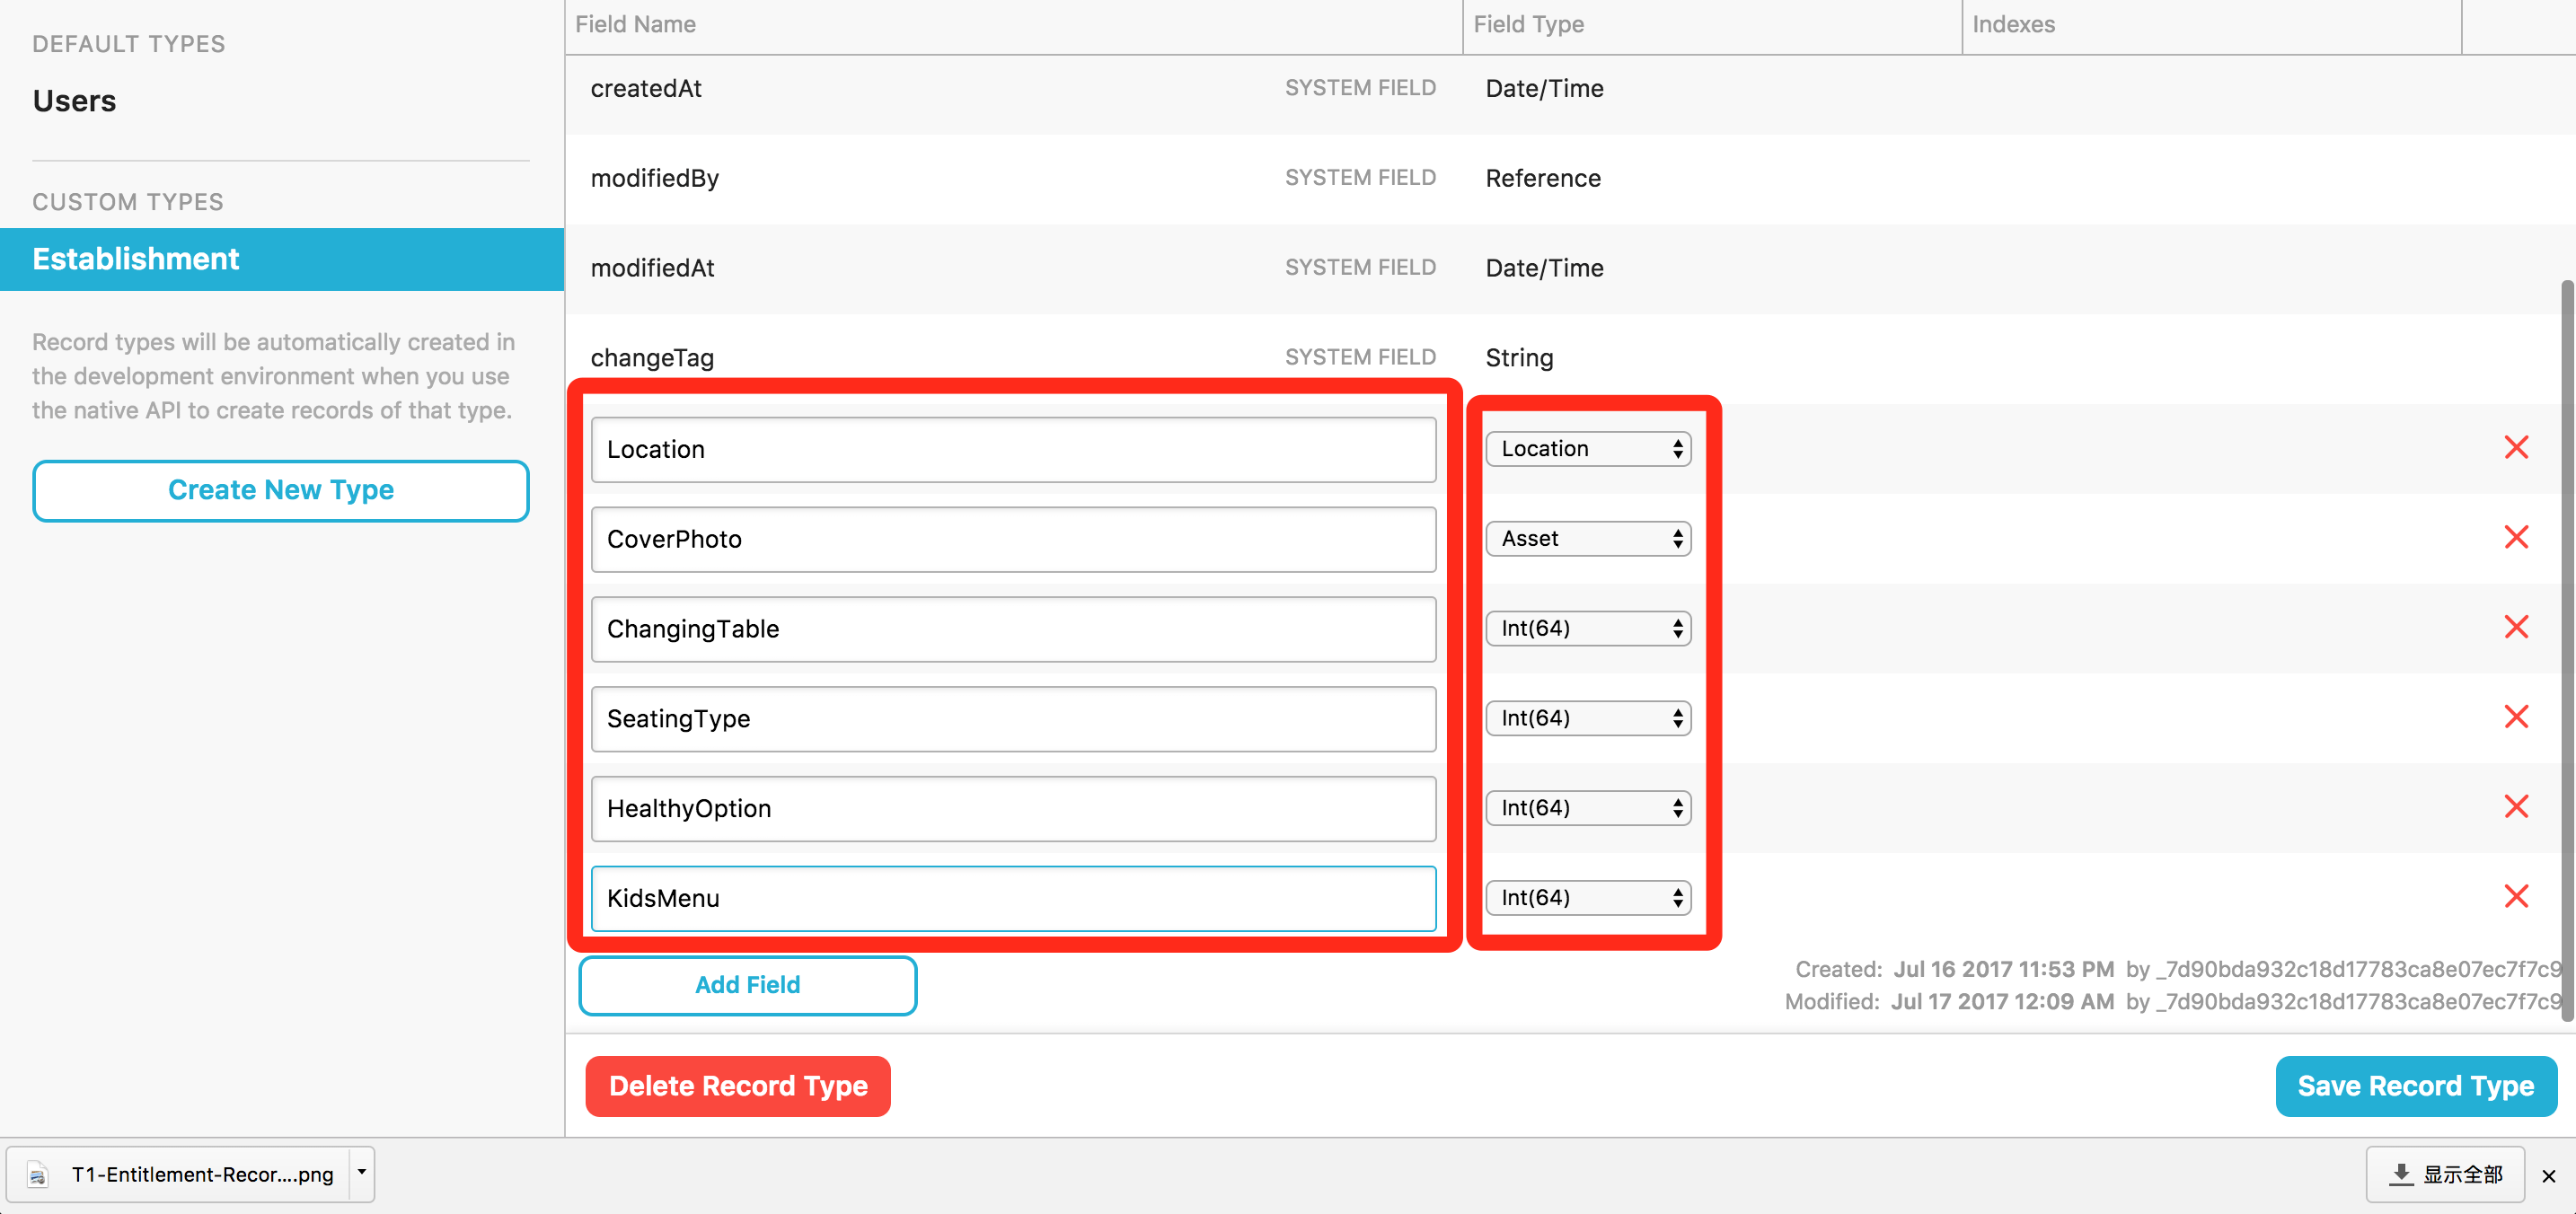 DEFAULT TYPES
Users
CUSTOM TYPES
Establishment
Record types will be automatically created in
the development environment when you use
the native API to create records of that type.
Create New Type
Field Name Field Type Indexes
createdAt SYSTEM FIELD Date/Time
modifiedBy SYSTEM FIELD Reference
modifiedAt SYSTEM FIELD Date/Time
changeTag SYSTEM FIELD String
Location Location
CoverPhoto Asset
ChangingTable Int(64)
SeatingType Int(64)
HealthyOption Int(64)
KidsMenu Int(64)
Add Field
Created: Jul 16 2017 11:53 PM by _7d90bda932c18d17783ca8e07ec7f7c9
Modified: Jul 17 2017 12:09 AM by _7d90bda932c18d17783ca8e07ec7f7c9
Delete Record Type Save Record Type
T1-Entitlement-Recor....png 显示全部